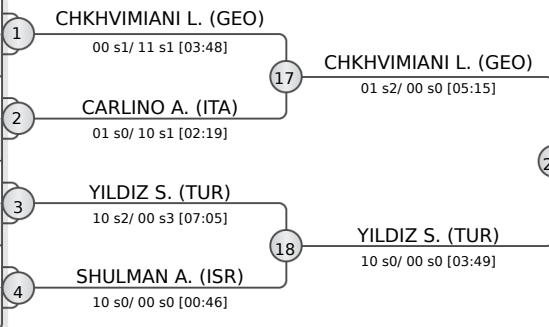 CHKHVIMIANI L. (GEO)
1
00 s1/ 11 s1 [03:48]
17
CHKHVIMIANI L. (GEO)
01 s2/ 00 s0 [05:15]
CARLINO A. (ITA)
2
01 s0/ 10 s1 [02:19]
YILDIZ S. (TUR)
3
10 s2/ 00 s3 [07:05]
18
YILDIZ S. (TUR)
10 s0/ 00 s0 [03:49]
SHULMAN A. (ISR)
4
10 s0/ 00 s0 [00:46]